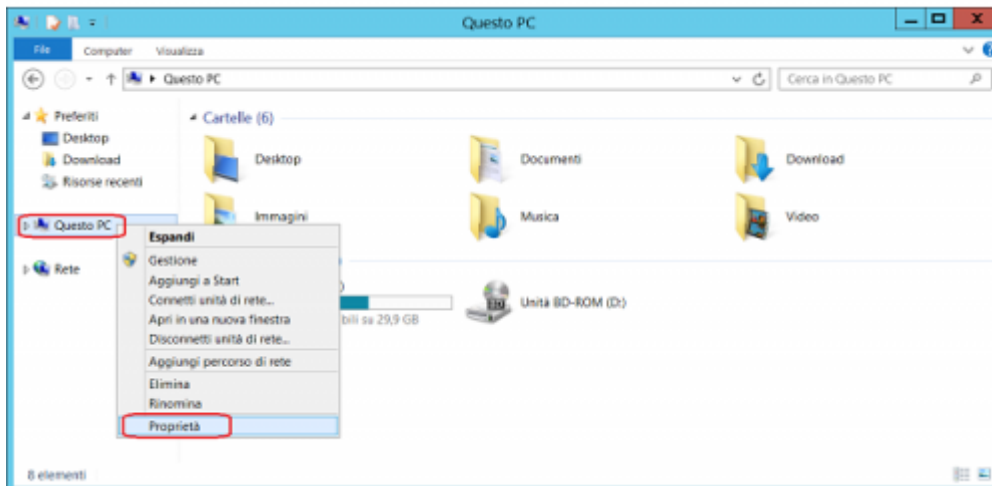 Questo PC
File Computer Visualizza
Questo PC Cerca in Questo PC
Preferiti
Desktop
Download
Risorse recenti
Questo PC
Rete
Cartelle (6)
Desktop Documenti Download
Immagini Musica Video
Unità BD-ROM (D:)
su 29,9 GB
Espandi
Gestione
Aggiungi a Start
Connetti unità di rete...
Apri in una nuova finestra
Disconnetti unità di rete...
Aggiungi percorso di rete
Elimina
Rinomina
Proprietà
8 elementi